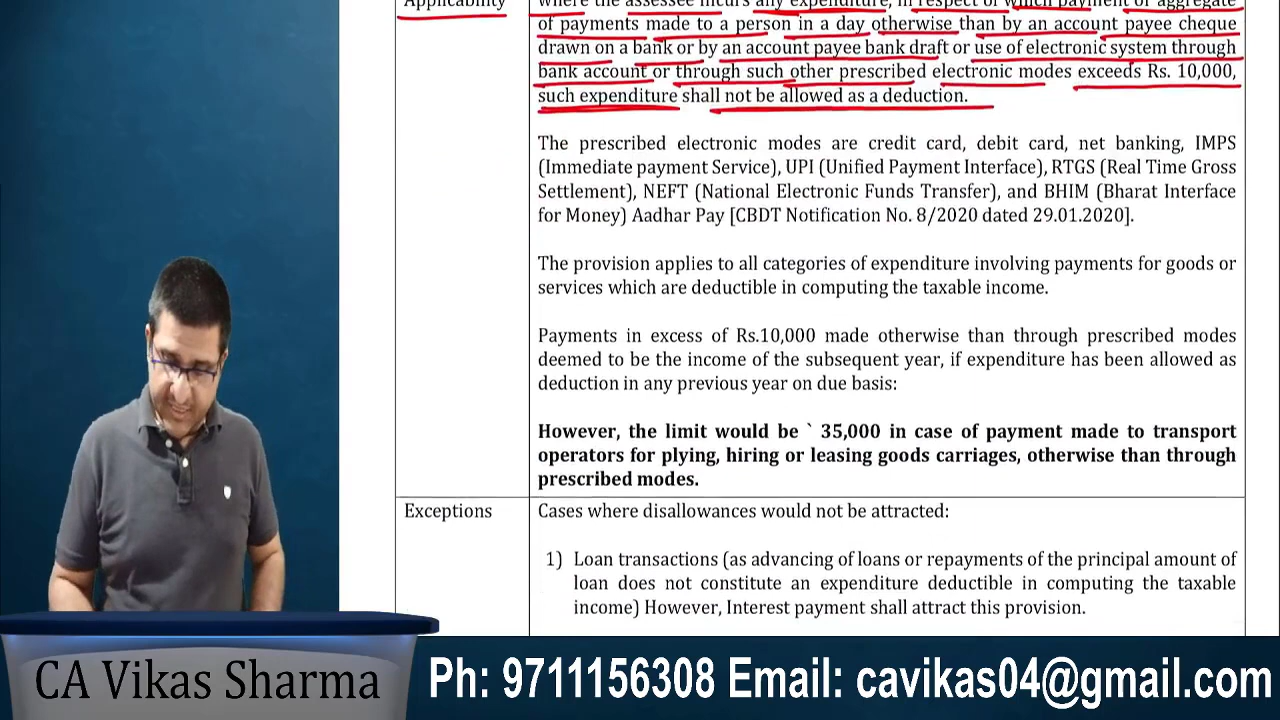 Applicability
where the assessee incurs any expenditure, in respect of which payment or aggregate
of payments made to a person in a day otherwise than by an account payee cheque
drawn on a bank or by an account payee bank draft or use of electronic system through
bank account or through such other prescribed electronic modes exceeds Rs. 10,000,
such expenditure shall not be allowed as a deduction.
The prescribed electronic modes are credit card, debit card, net banking, IMPS
(Immediate payment Service), UPI (Unified Payment Interface), RTGS (Real Time Gross
Settlement), NEFT (National Electronic Funds Transfer), and BHIM (Bharat Interface
for Money) Aadhar Pay [CBDT Notification No. 8/2020 dated 29.01.2020].
The provision applies to all categories of expenditure involving payments for goods or
services which are deductible in computing the taxable income.
Payments in excess of Rs.10,000 made otherwise than through prescribed modes
deemed to be the income of the subsequent year, if expenditure has been allowed as
deduction in any previous year on due basis:
However, the limit would be ` 35,000 in case of payment made to transport
operators for plying, hiring or leasing goods carriages, otherwise than through
prescribed modes.
Exceptions
Cases where disallowances would not be attracted:
1) Loan transactions (as advancing of loans or repayments of the principal amount of
loan does not constitute an expenditure deductible in computing the taxable
income) However, Interest payment shall attract this provision.
CA Vikas Sharma
Ph: 9711156308 Email: cavikas04@gmail.com